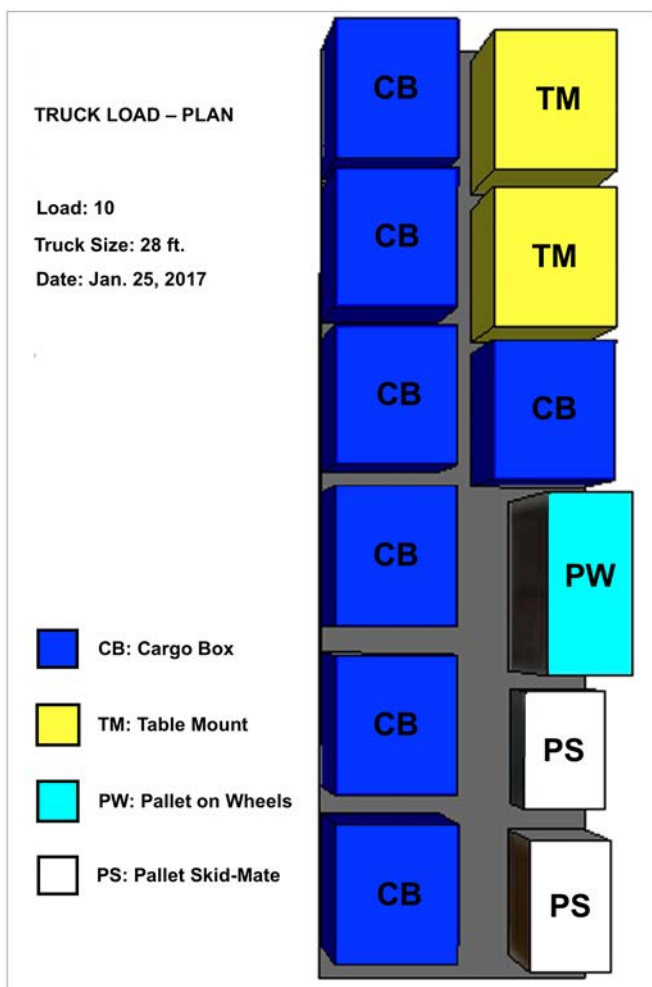 TRUCK LOAD – PLAN
Load: 10
Truck Size: 28 ft.
Date: Jan. 25, 2017
CB
TM
CB
TM
CB
CB
CB
PW
CB
PS
CB
PS
CB: Cargo Box
TM: Table Mount
PW: Pallet on Wheels
PS: Pallet Skid-Mate